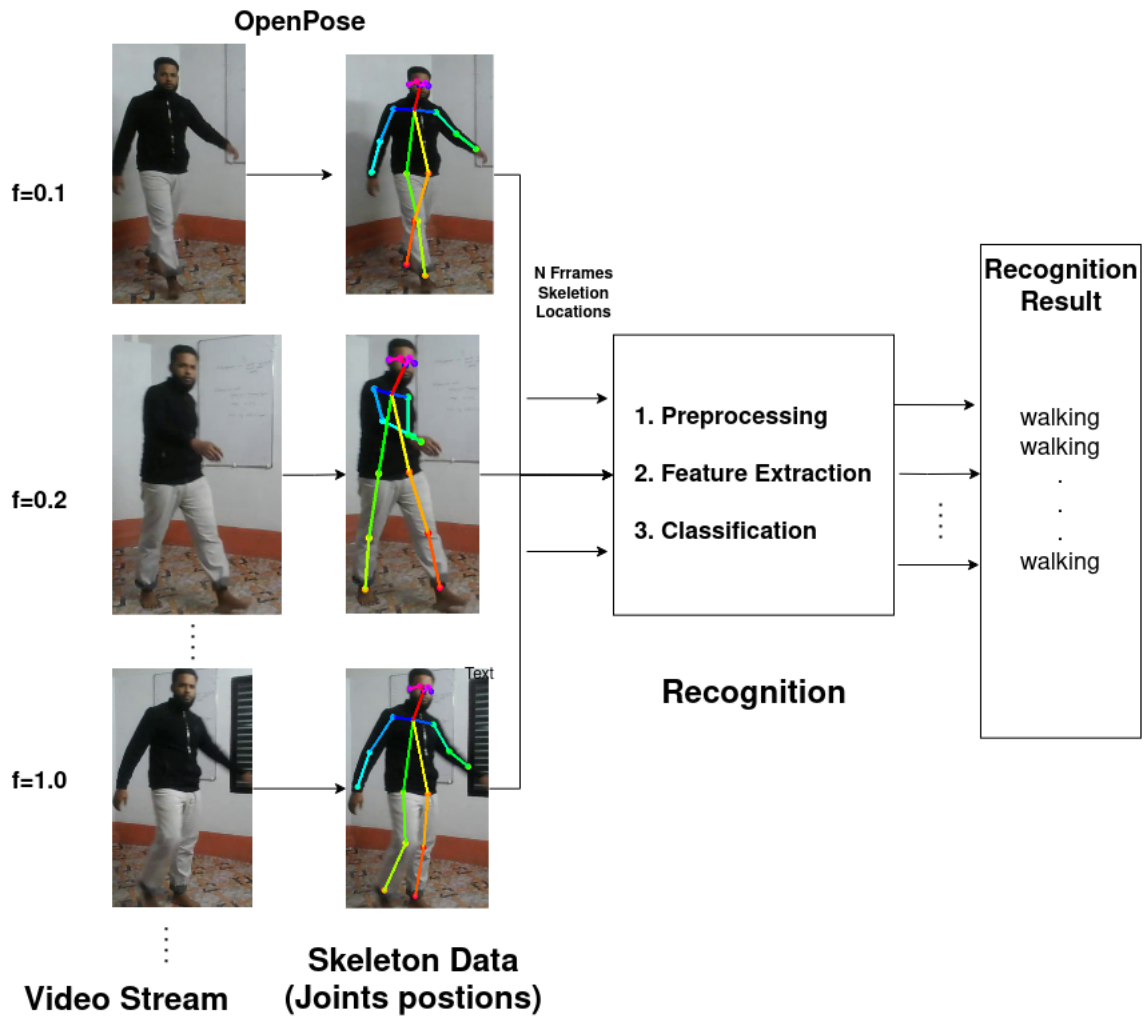 OpenPose
f=0.1
N Frrames
Skeletion
Locations
f=0.2
1. Preprocessing
2. Feature Extraction
3. Classification
Recognition
Recognition
Result
walking
walking
.
.
.
walking
Text
f=1.0
Video Stream
Skeleton Data
(Joints postions)